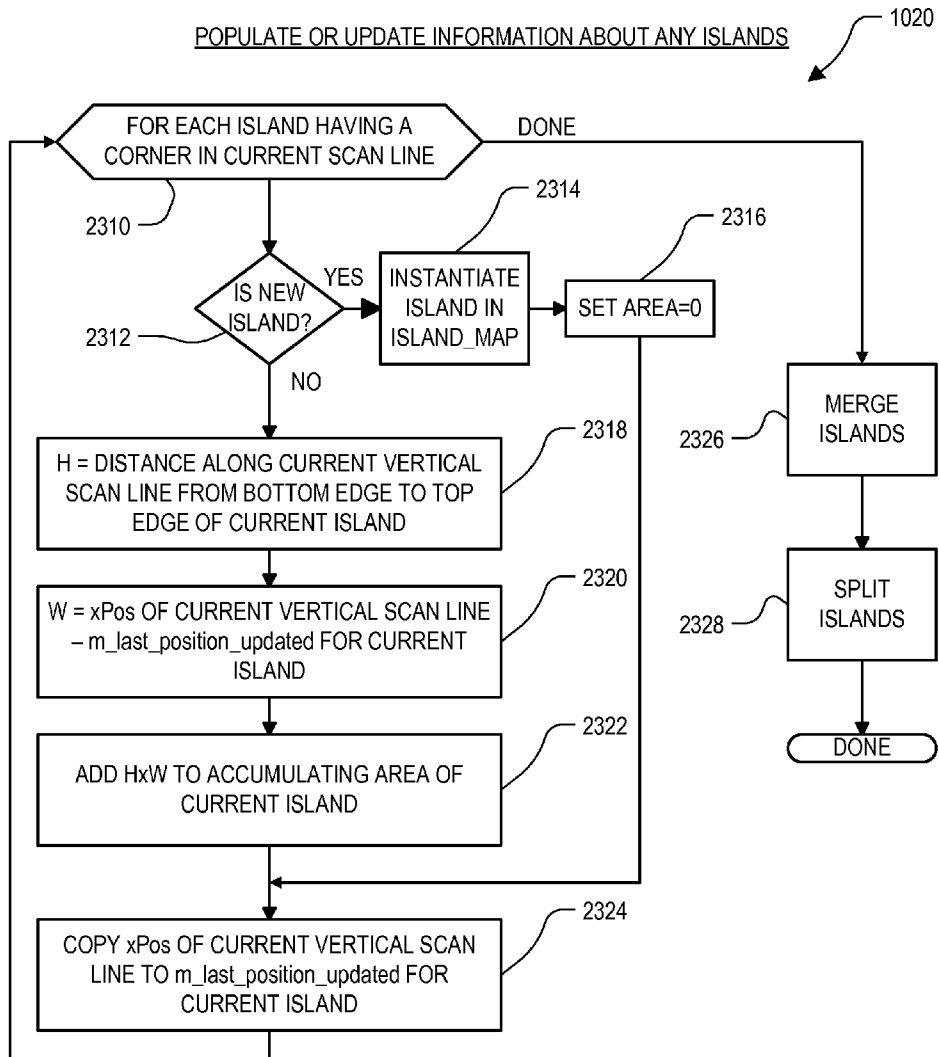 1020
POPULATE OR UPDATE INFORMATION ABOUT ANY ISLANDS
FOR EACH ISLAND HAVING A
CORNER IN CURRENT SCAN LINE
DONE
2310
2314
2316
IS NEW
ISLAND?
YES
2312
NO
INSTANTIATE
ISLAND IN
ISLAND_MAP
SET AREA=0
2318
H = DISTANCE ALONG CURRENT VERTICAL
SCAN LINE FROM BOTTOM EDGE TO TOP
EDGE OF CURRENT ISLAND
2320
W = xPos OF CURRENT VERTICAL SCAN LINE
– m_last_position_updated FOR CURRENT
ISLAND
2322
ADD HxW TO ACCUMULATING AREA OF
CURRENT ISLAND
2324
COPY xPos OF CURRENT VERTICAL SCAN
LINE TO m_last_position_updated FOR
CURRENT ISLAND
2326
MERGE
ISLANDS
2328
SPLIT
ISLANDS
DONE